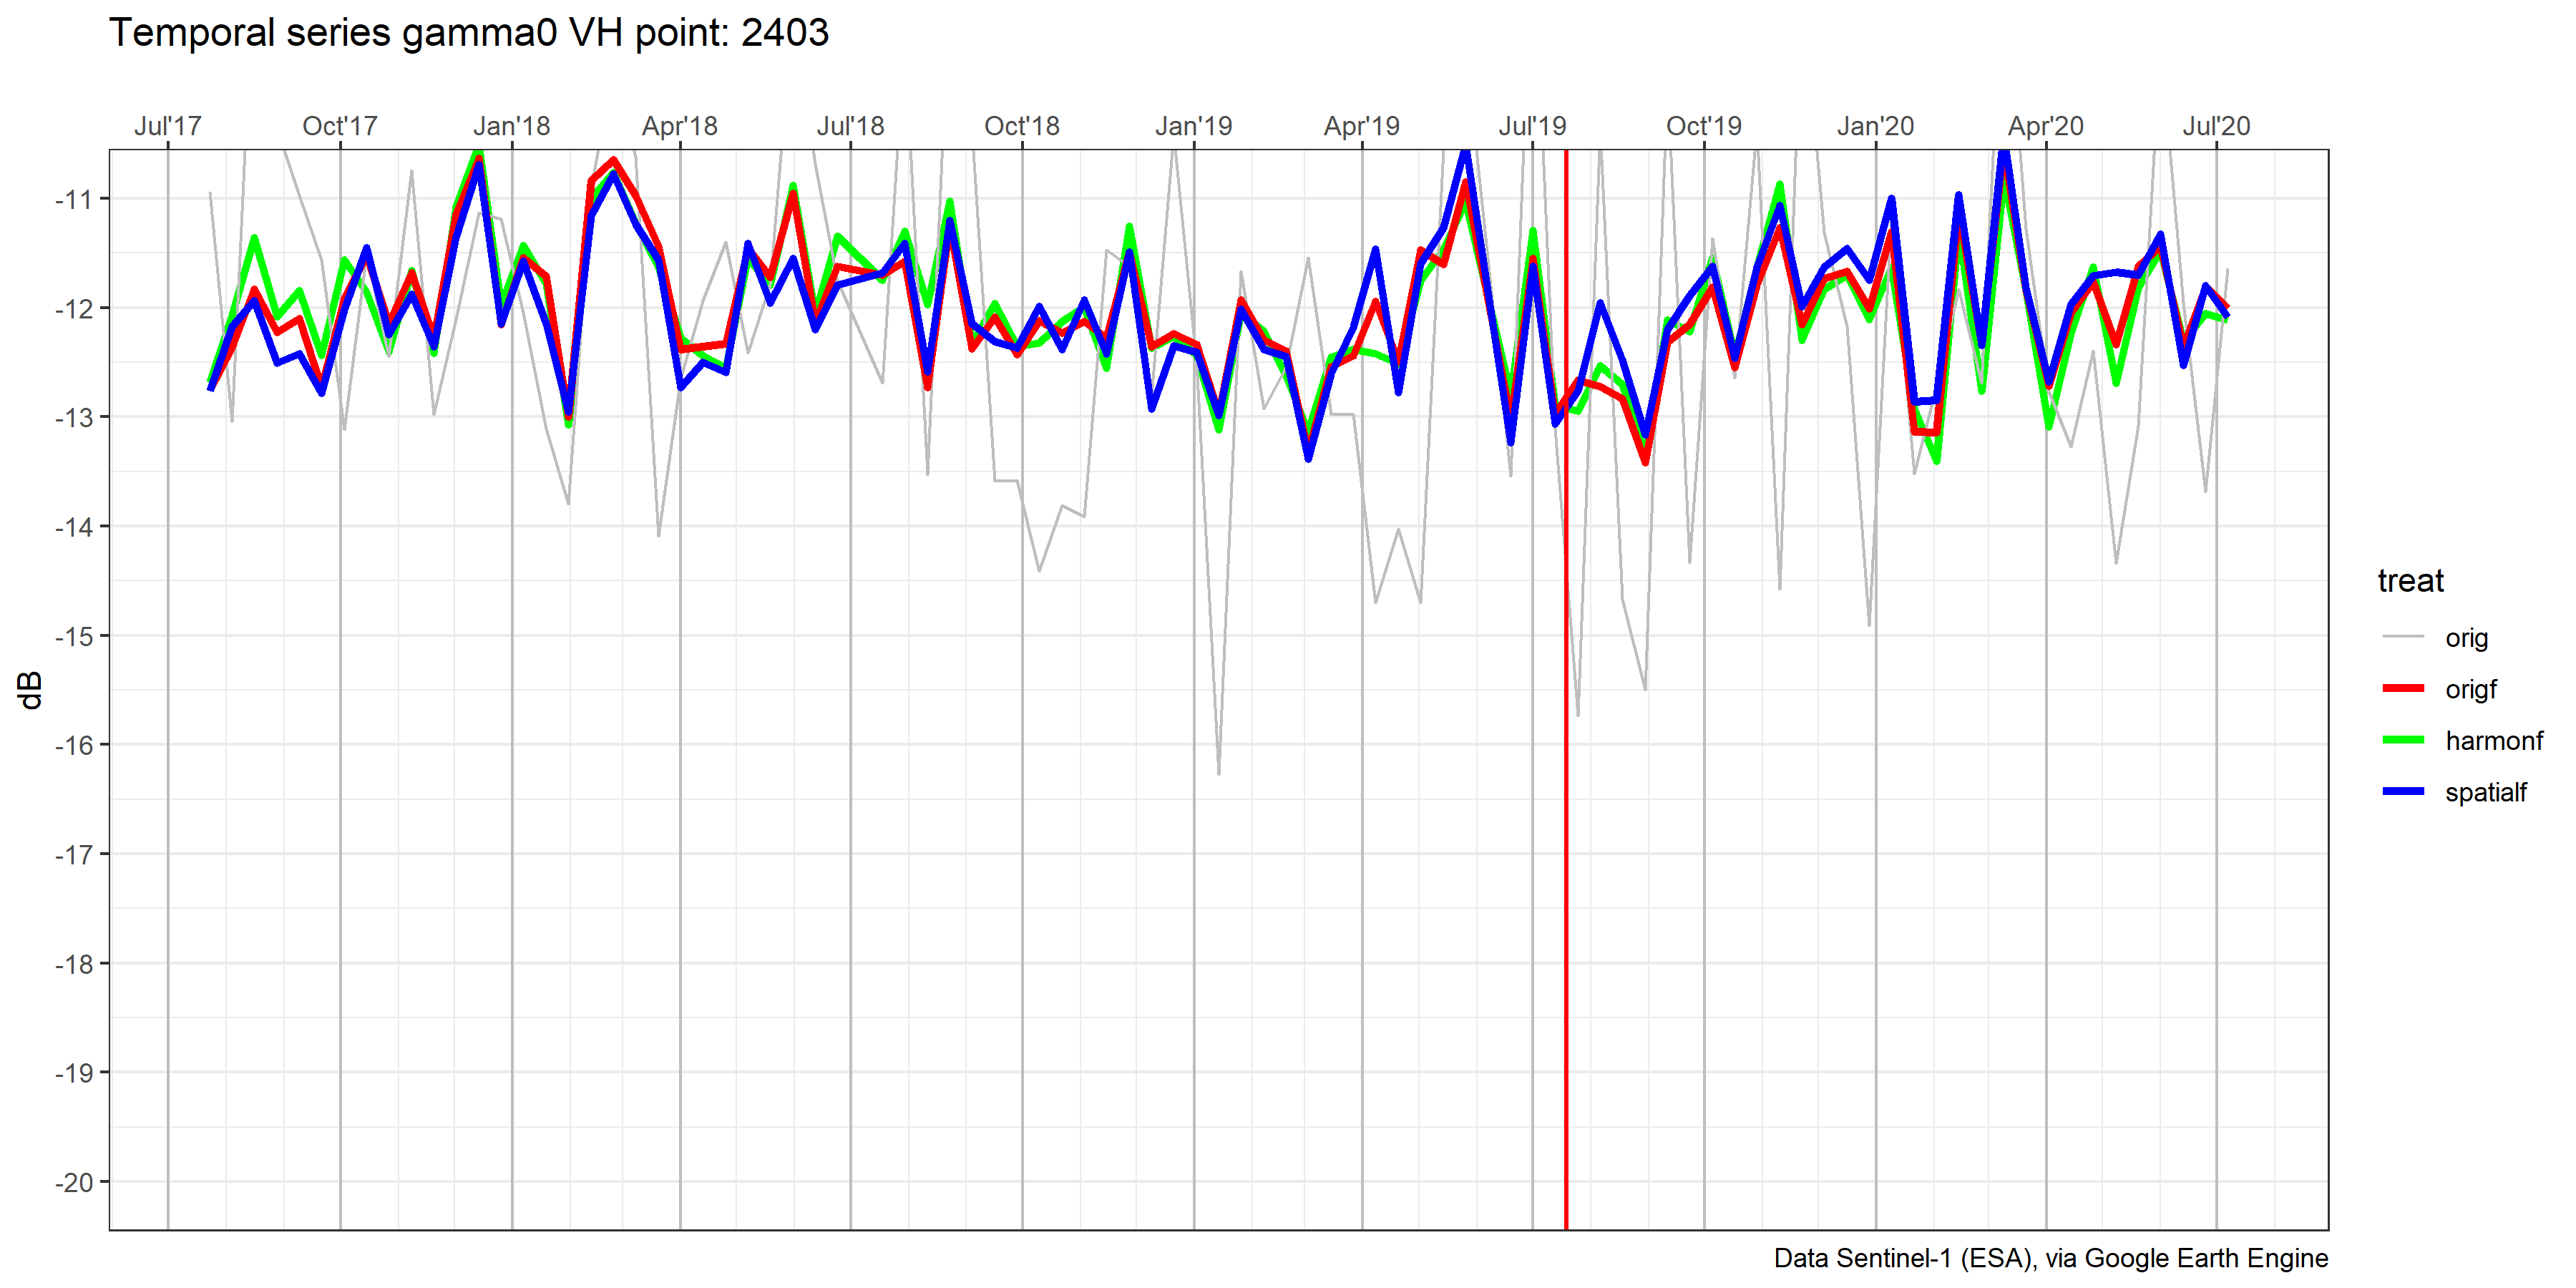 Temporal series gamma0 VH point: 2403
Jul'17 Oct'17 Jan'18 Apr'18 Jul'18 Oct'18 Jan'19 Apr'19 Jul'19 Oct'19 Jan'20 Apr'20 Jul'20
-11
-12
-13
-14
-15
-16
-17
-18
-19
-20
dB
treat
orig
origf
harmonf
spatialf
Data Sentinel-1 (ESA), via Google Earth Engine